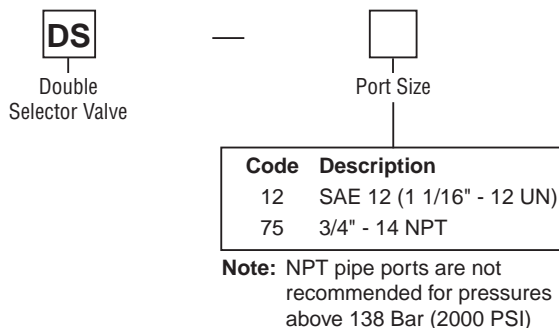 DS —
Double
Selector Valve
Port Size
Code Description
12 SAE 12 (1 1/16" - 12 UN)
75 3/4" - 14 NPT
Note: NPT pipe ports are not
recommended for pressures
above 138 Bar (2000 PSI)